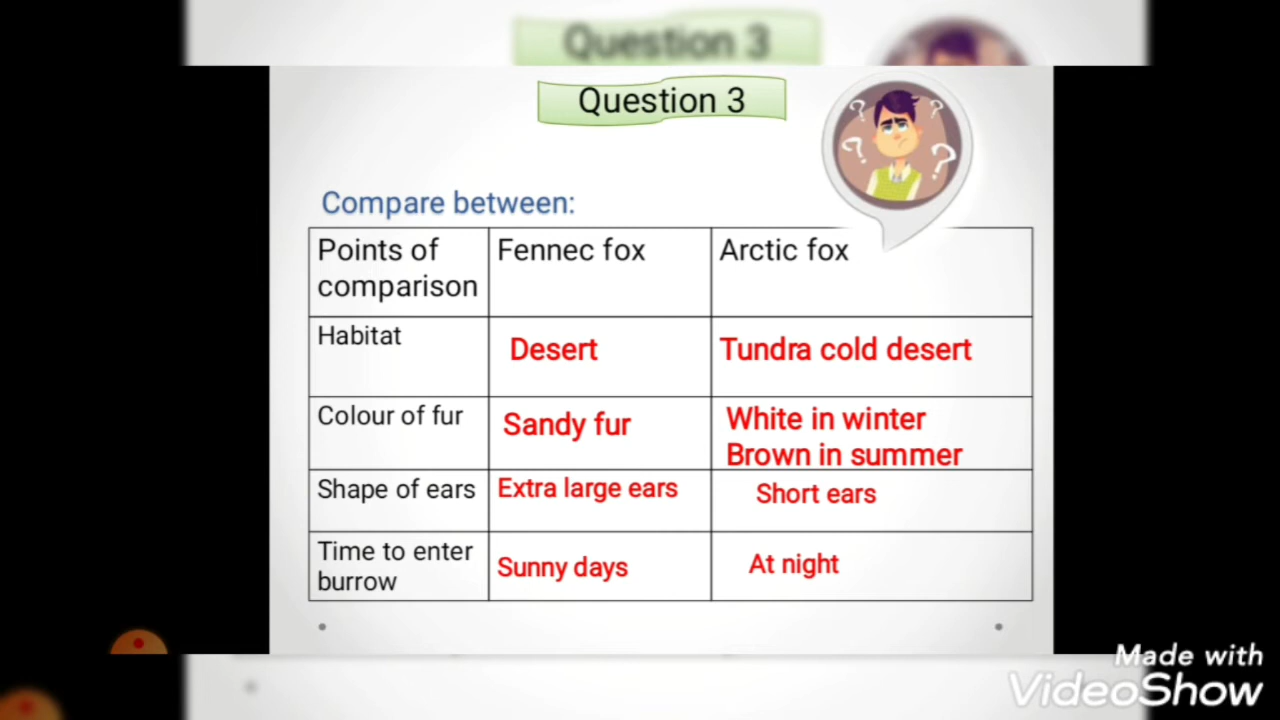 Question 3
Question 3
Compare between:
Points of comparison
Fennec fox
Arctic fox
Habitat
Desert
Tundra cold desert
Colour of fur
Sandy fur
White in winter
Brown in summer
Shape of ears
Extra large ears
Short ears
Time to enter
burrow
Sunny days
At night
Made with
VideoShow